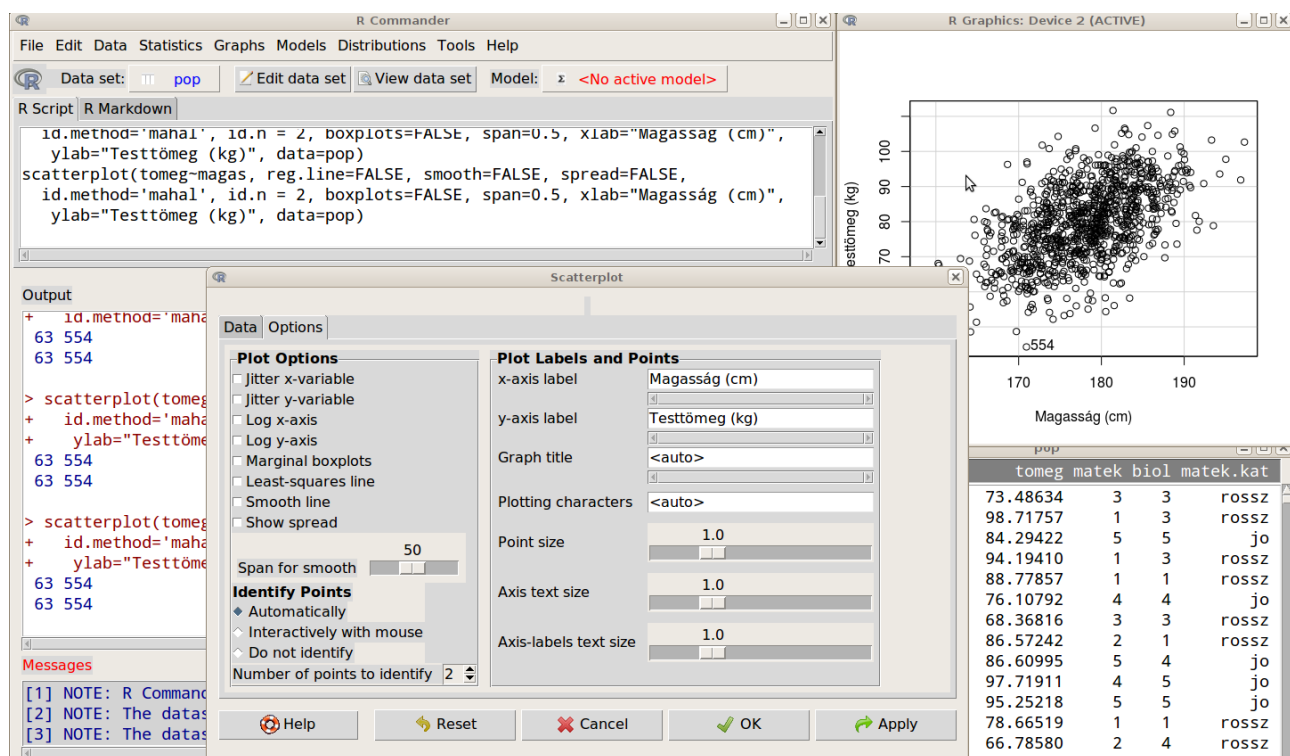 R Commander
File Edit Data Statistics Graphs Models Distributions Tools Help
Data set: pop Edit data set View data set Model: Σ <No active model>
R Script R Markdown
id.method='mahal', id.n = 2, boxplots=FALSE, span=0.5, xlab="Magasság (cm)",
ylab="Testtömeg (kg)", data=pop)
scatterplot(tomeg~magas, reg.line=FALSE, smooth=FALSE, spread=FALSE,
id.method='mahal', id.n = 2, boxplots=FALSE, span=0.5, xlab="Magasság (cm)",
ylab="Testtömeg (kg)", data=pop)
Output
+ id.method='maha
63 554
63 554
> scatterplot(tomeg
+ id.method='maha
+ ylab="Testtöme
63 554
63 554
> scatterplot(tomeg
+ id.method='maha
+ ylab="Testtöme
63 554
63 554
Messages
[1] NOTE: R Command
[2] NOTE: The datas
[3] NOTE: The datas
R Graphics: Device 2 (ACTIVE)
100
90
80
70
esttömeg (kg)
554
170 180 190
Magasság (cm)
Scatterplot
Data Options
Plot Options
Jitter x-variable
Jitter y-variable
Log x-axis
Log y-axis
Marginal boxplots
Least-squares line
Smooth line
Show spread
50
Span for smooth
Identify Points
Automatically
Interactively with mouse
Do not identify
Number of points to identify 2
Plot Labels and Points
x-axis label Magasság (cm)
y-axis label Testtömeg (kg)
Graph title <auto>
Plotting characters <auto>
1.0
Point size
1.0
Axis text size
1.0
Axis-labels text size
Help Reset Cancel OK Apply
pop
tomeg matek biol matek.kat
73.48634 3 3 rossz
98.71757 1 3 rossz
84.29422 5 5 jo
94.19410 1 3 rossz
88.77857 1 1 rossz
76.10792 4 4 jo
68.36816 3 3 rossz
86.57242 2 1 rossz
86.60995 5 4 jo
97.71911 4 5 jo
95.25218 5 5 jo
78.66519 1 1 rossz
66.78580 2 4 rossz